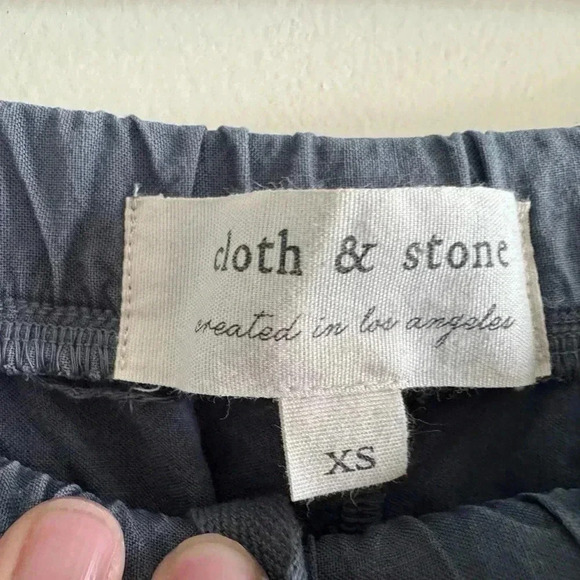 cloth & stone
created in los angeles
XS